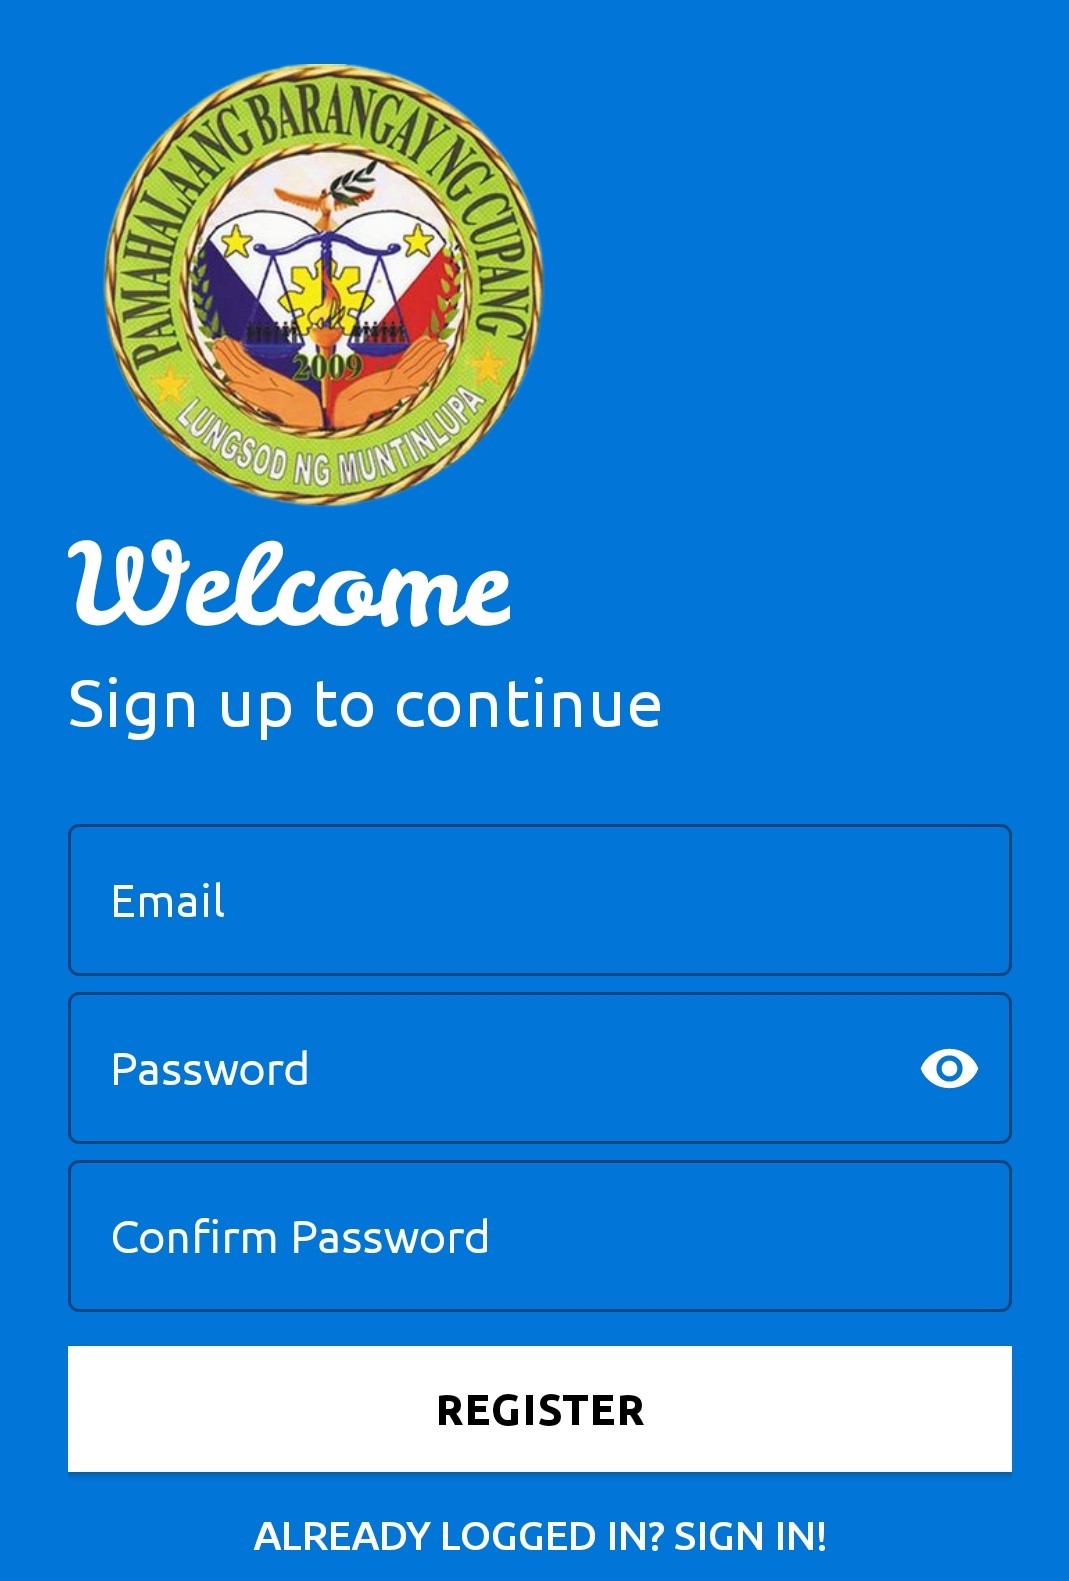 PAMAHALAANG BARANGAY NG CUPANG
2009
LUNGSOD NG MUNTINLUPA
Welcome
Sign up to continue
Email
Password
Confirm Password
REGISTER
ALREADY LOGGED IN? SIGN IN!